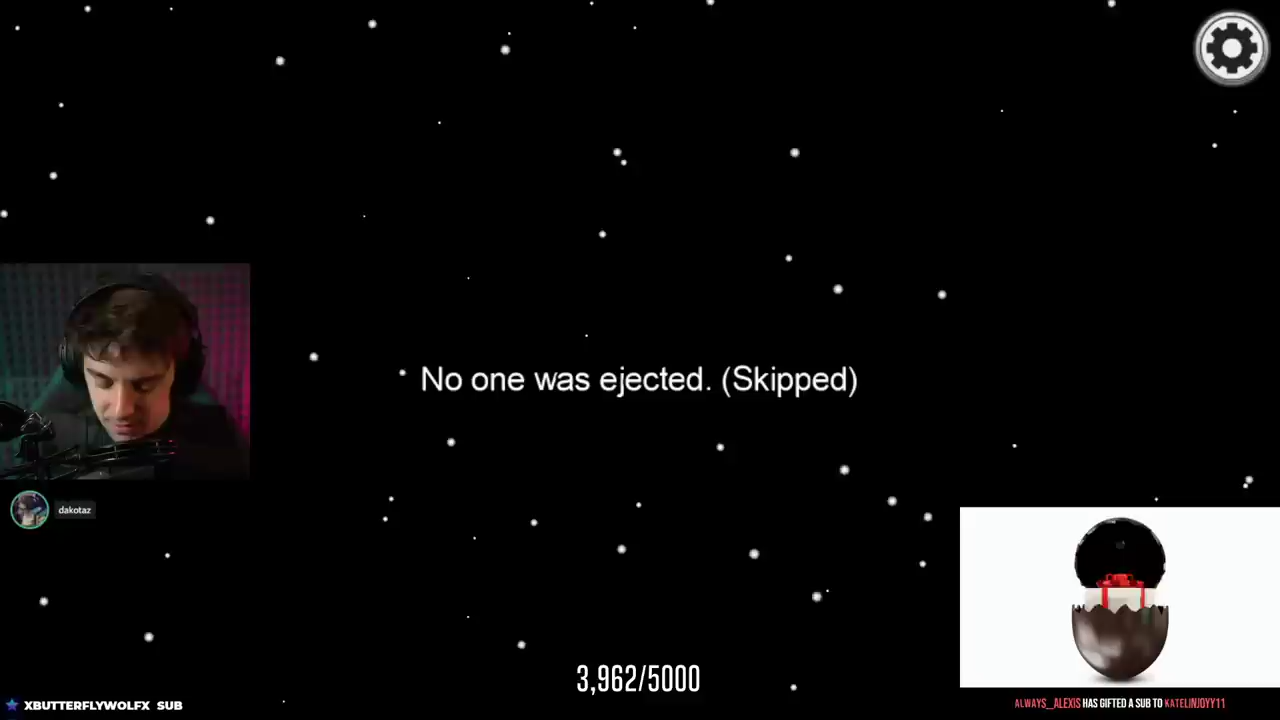 No one was ejected. (Skipped)
dakotaz
3,962/5000
XBUTTERFLYWOLFX SUB
ALWAYS_ALEXIS HAS GIFTED A SUB TO KATELINJOYY11